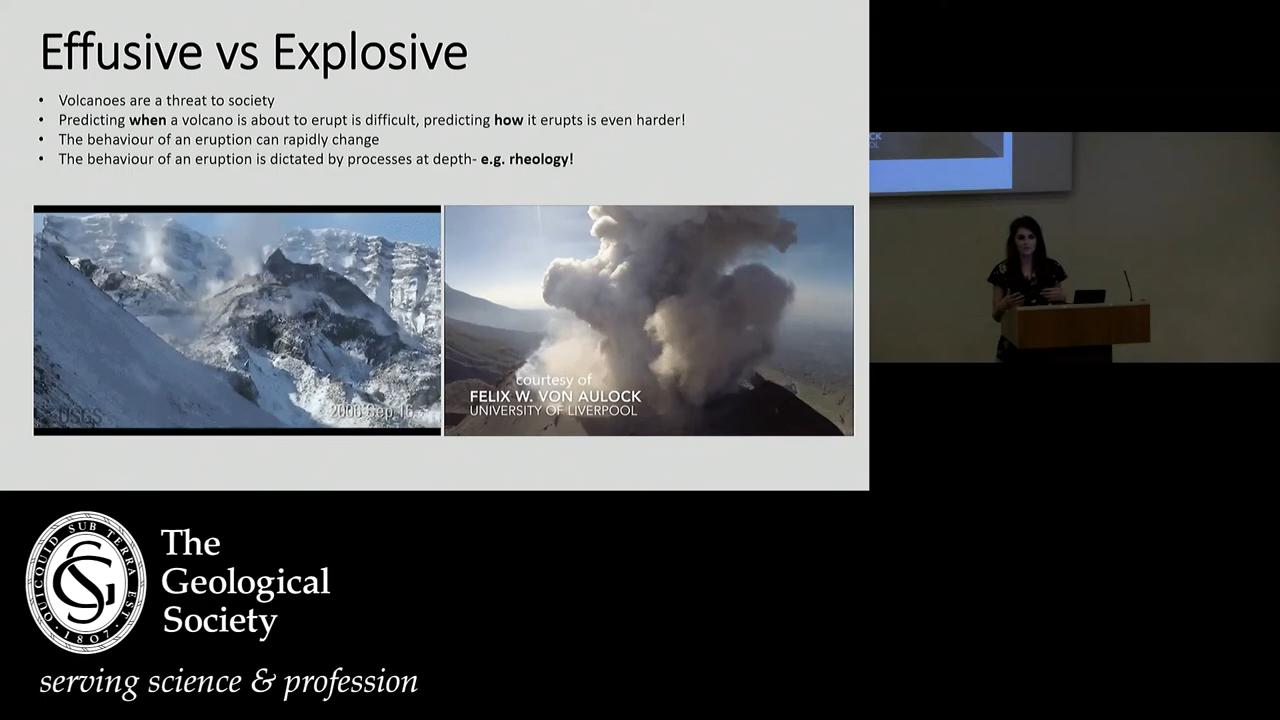 Effusive vs Explosive
• Volcanoes are a threat to society
• Predicting when a volcano is about to erupt is difficult, predicting how it erupts is even harder!
• The behaviour of an eruption can rapidly change
• The behaviour of an eruption is dictated by processes at depth- e.g. rheology!
USGS
courtesy of
FELIX W. VON AULOCK
UNIVERSITY OF LIVERPOOL
QUICQUID SUB TERRA EST
· 1807 ·
The
Geological
Society
serving science & profession